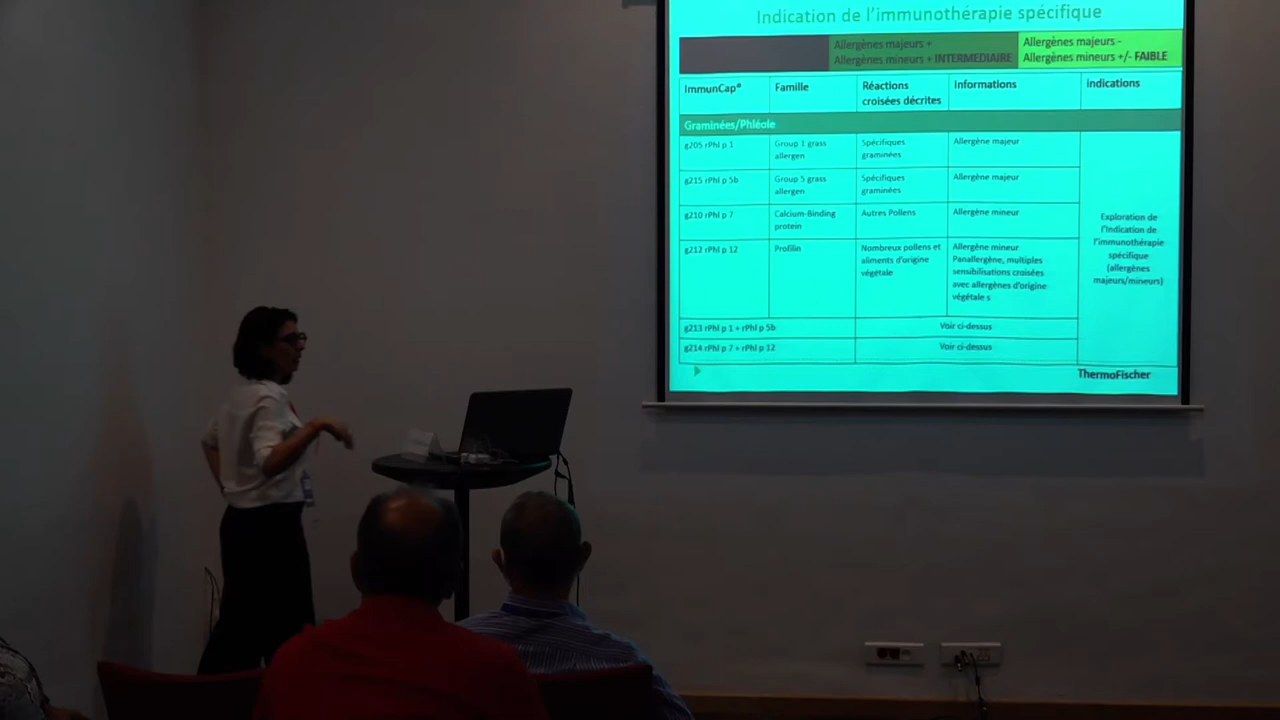 Indication de l'immunothérapie spécifique
Allergènes majeurs +
Allergènes mineurs + INTERMEDIAIRE
Allergènes majeurs -
Allergènes mineurs +/- FAIBLE
ImmunCap® Famille Réactions croisées décrites Informations indications
Graminées/Phléole
g205 rPhl p 1 Group 1 grass allergen Spécifiques graminées Allergène majeur
g215 rPhl p 5b Group 5 grass allergen Spécifiques graminées Allergène majeur
g210 rPhl p 7 Calcium-Binding protein Autres Pollens Allergène mineur
g212 rPhl p 12 Profilin Nombreux pollens et aliments d'origine végétale Allergène mineur
Panallergène, multiples sensibilisations croisées avec allergènes d'origine végétale s
Exploration de
l'Indication de
l'immunothérapie
spécifique
(allergènes
majeurs/mineurs)
g213 rPhl p 1 + rPhl p 5b Voir ci-dessus
g214 rPhl p 7 + rPhl p 12 Voir ci-dessus
ThermoFischer